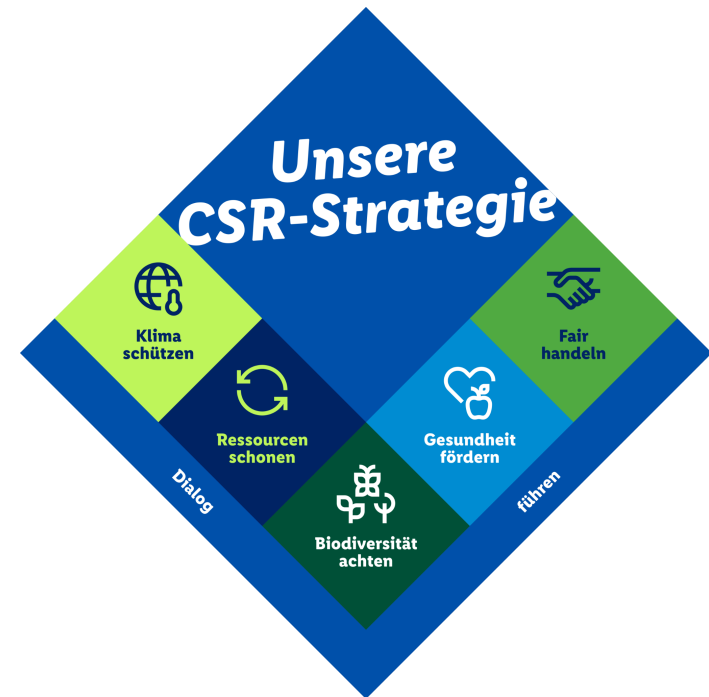 Unsere
CSR-Strategie
Klima
schützen
Fair
handeln
Ressourcen
schonen
Gesundheit
fördern
Biodiversität
achten
Dialog
führen